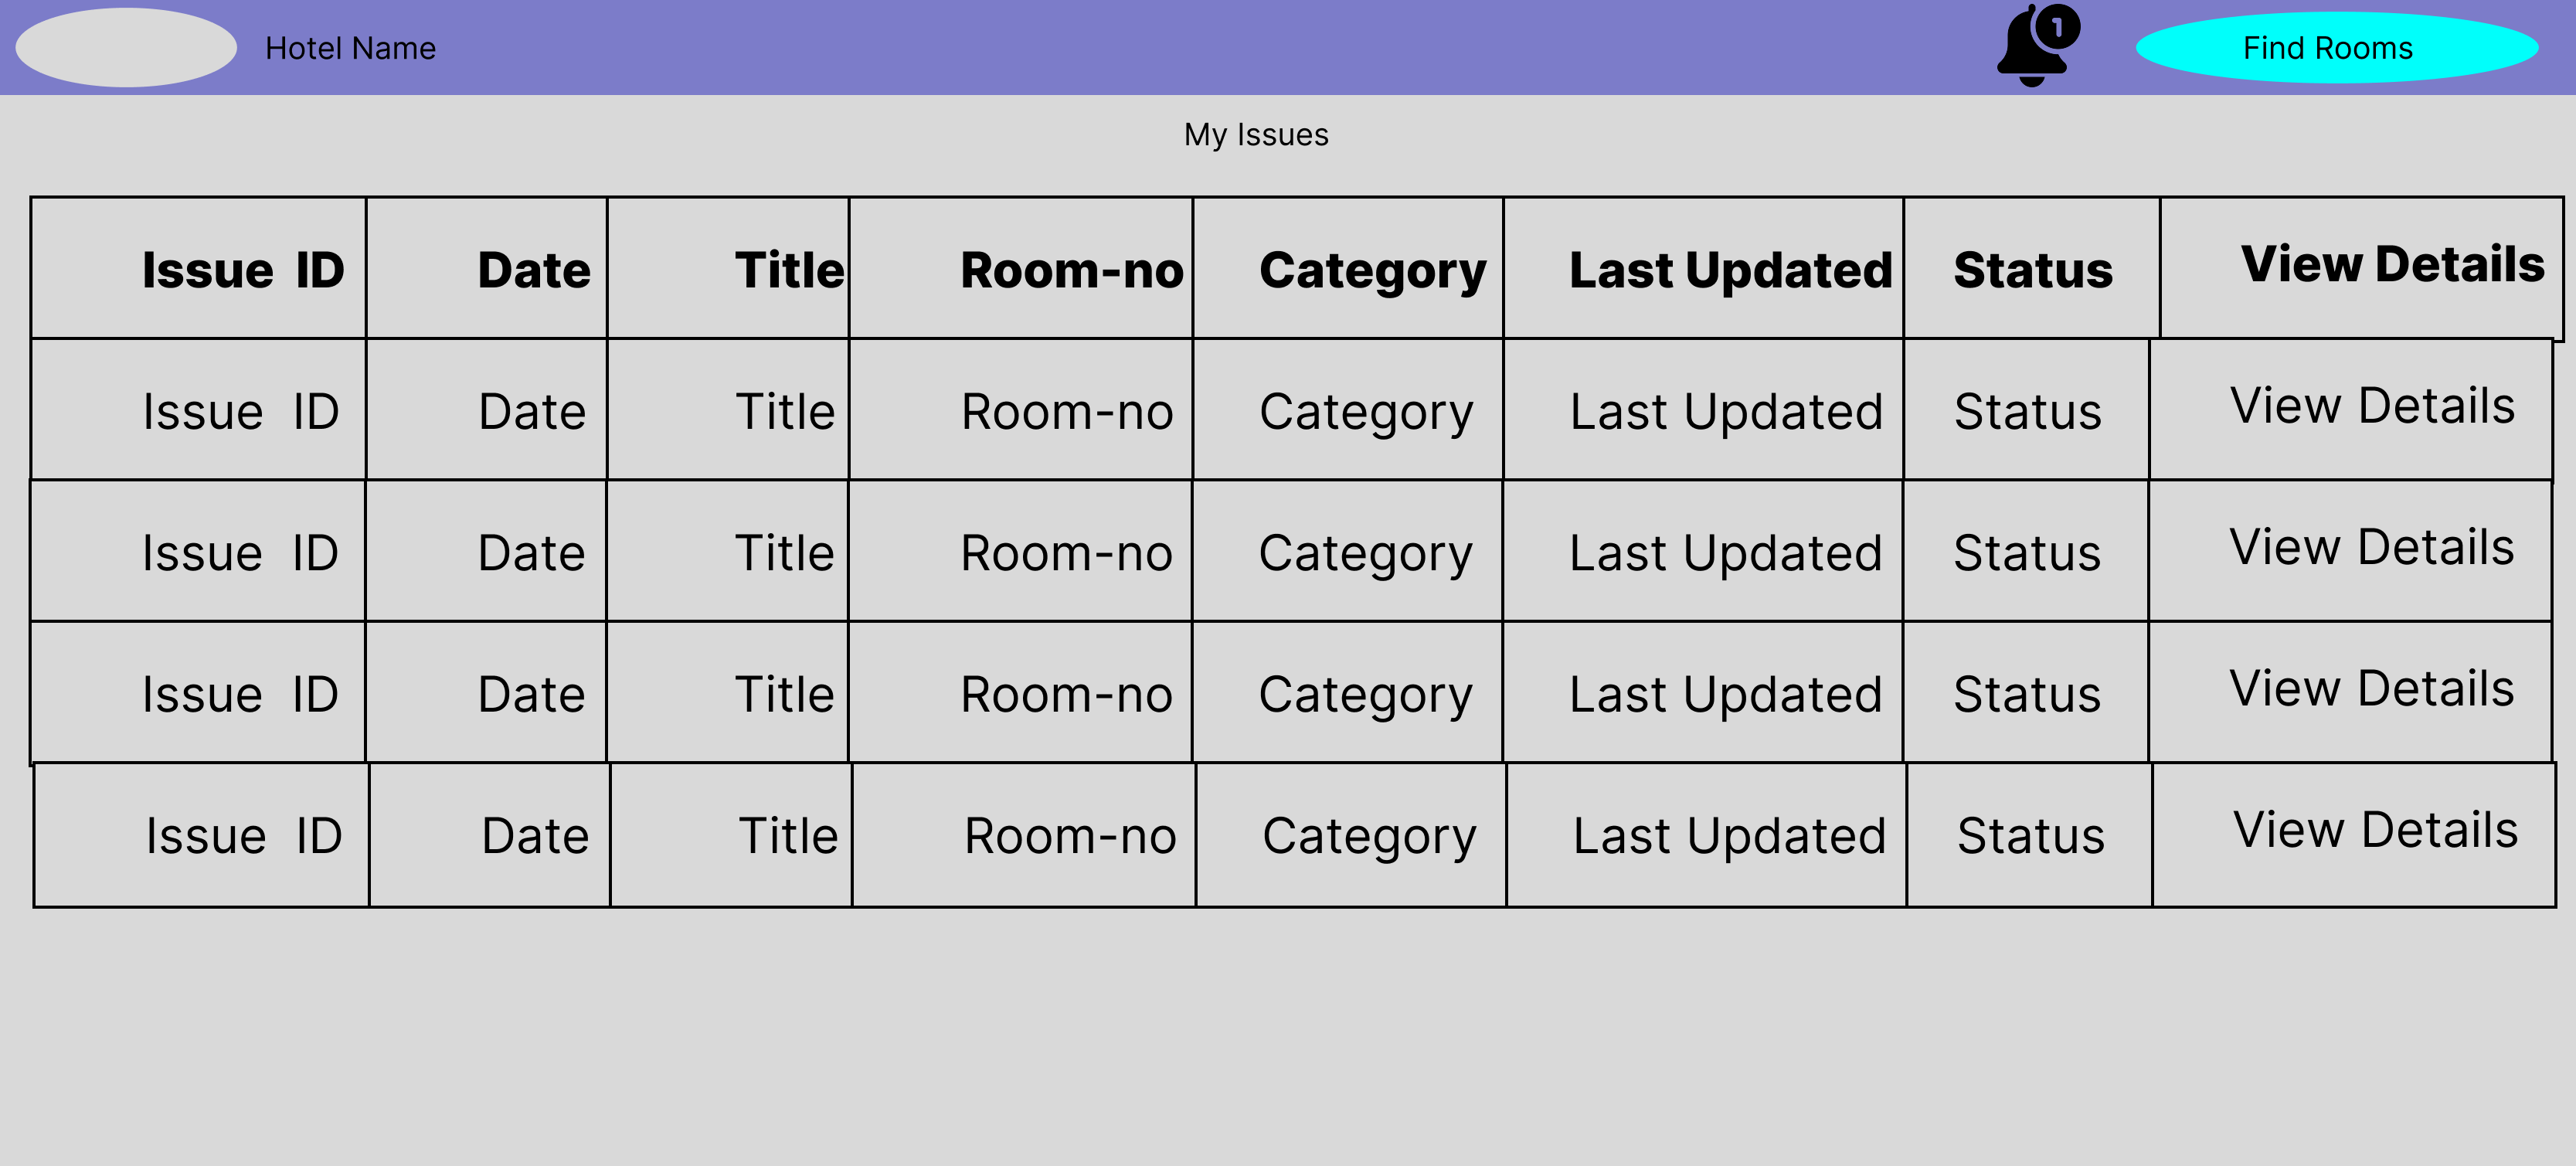 Hotel Name 1 Find Rooms
My Issues
Issue ID Date Title Room-no Category Last Updated Status View Details
Issue ID Date Title Room-no Category Last Updated Status View Details
Issue ID Date Title Room-no Category Last Updated Status View Details
Issue ID Date Title Room-no Category Last Updated Status View Details
Issue ID Date Title Room-no Category Last Updated Status View Details